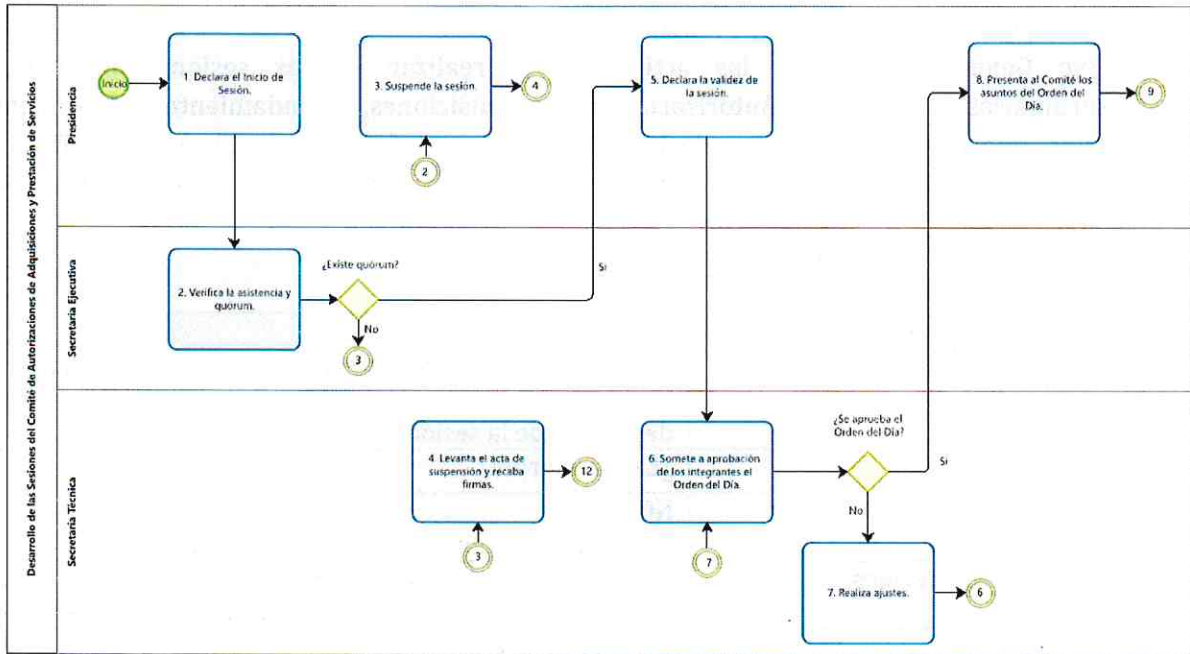 Desarrollo de las Sesiones del Comité de Autorizaciones de Adquisiciones y Prestación de Servicios
Presidencia
Inicio
1. Declara el Inicio de
Sesión.
3. Suspende la sesión.
4
2
5. Declara la validez de
la sesión.
8. Presenta al Comité los
asuntos del Orden del
Día.
9
Secretaría Ejecutiva
2. Verifica la asistencia y
quórum.
¿Existe quórum?
Si
No
3
Secretaría Técnica
4. Levanta el acta de
suspensión y recaba
firmas.
12
3
6. Somete a aprobación
de los integrantes el
Orden del Día.
7
¿Se aprueba el
Orden del Día?
Si
No
7. Realiza ajustes.
6